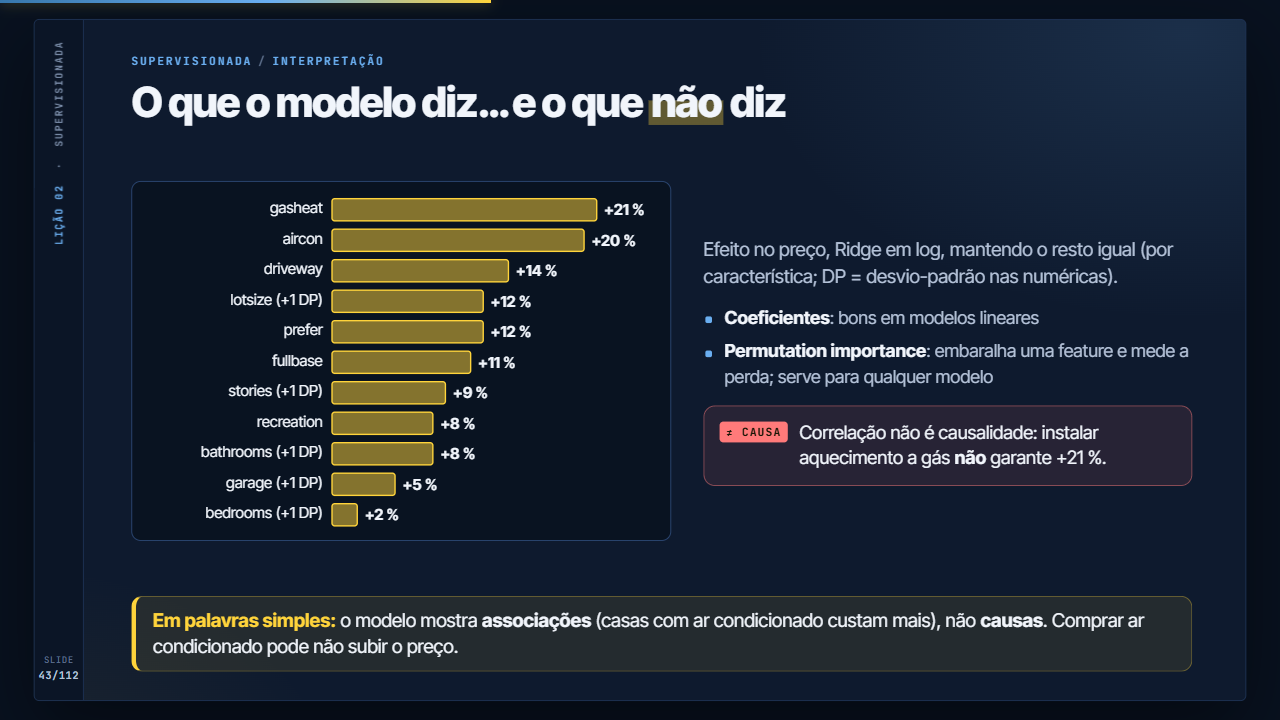 SUPERVISIONADA / INTERPRETAÇÃO
O que o modelo diz… e o que não diz
LIÇÃO 02 · SUPERVISIONADA
gasheat +21 %
aircon +20 %
driveway +14 %
lotsize (+1 DP) +12 %
prefer +12 %
fullbase +11 %
stories (+1 DP) +9 %
recreation +8 %
bathrooms (+1 DP) +8 %
garage (+1 DP) +5 %
bedrooms (+1 DP) +2 %
Efeito no preço, Ridge em log, mantendo o resto igual (por
característica; DP = desvio-padrão nas numéricas).
Coeficientes: bons em modelos lineares
Permutation importance: embaralha uma feature e mede a
perda; serve para qualquer modelo
≠ CAUSA Correlação não é causalidade: instalar
aquecimento a gás não garante +21 %.
Em palavras simples: o modelo mostra associações (casas com ar condicionado custam mais), não causas. Comprar ar
condicionado pode não subir o preço.
SLIDE
43/112